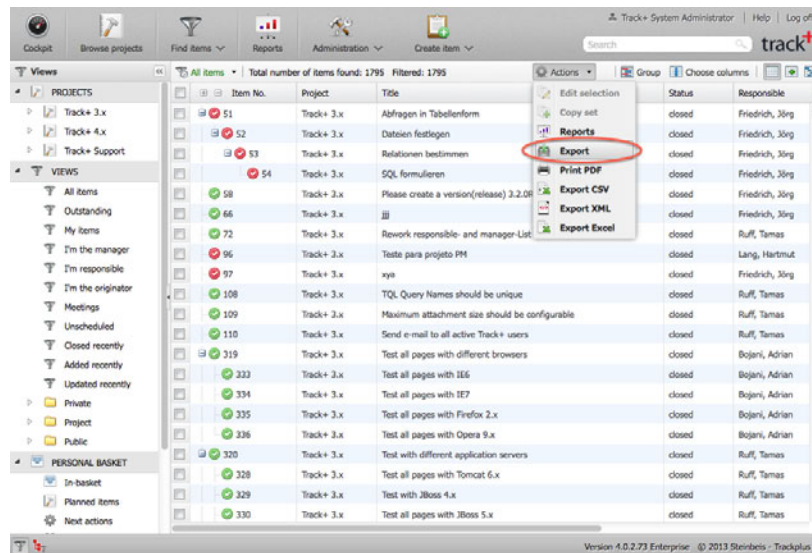 Track+ System Administrator | Help | Log of
Cockpit Browse projects Find items Reports Administration Create item Search track+
Views All items Total number of items found: 1795 Filtered: 1795 Actions Group Choose columns
PROJECTS Item No. Project Title Status Responsible
Track+ 3.x
Track+ 4.x
Track+ Support
VIEWS
All items
Outstanding
My items
I'm the manager
I'm responsible
I'm the originator
Meetings
Unscheduled
Closed recently
Added recently
Updated recently
Private
Project
Public
PERSONAL BASKET
In-basket
Planned items
Next actions
51 Track+ 3.x Abfragen in Tabellenform closed Friedrich, Jörg
52 Track+ 3.x Dateien festlegen closed Friedrich, Jörg
53 Track+ 3.x Relationen bestimmen closed Friedrich, Jörg
54 Track+ 3.x SQL formulieren closed Friedrich, Jörg
58 Track+ 3.x Please create a version(release) 3.2.0 closed Friedrich, Jörg
66 Track+ 3.x jjj closed Friedrich, Jörg
72 Track+ 3.x Rework responsible- and manager-List closed Ruff, Tamas
96 Track+ 3.x Teste para projeto PM closed Lang, Hartmut
97 Track+ 3.x xya closed Friedrich, Jörg
108 Track+ 3.x TQL Query Names should be unique closed Ruff, Tamas
109 Track+ 3.x Maximum attachment size should be configurable closed Ruff, Tamas
110 Track+ 3.x Send e-mail to all active Track+ users closed Ruff, Tamas
319 Track+ 3.x Test all pages with different browsers closed Bojani, Adrian
333 Track+ 3.x Test all pages with IE6 closed Bojani, Adrian
334 Track+ 3.x Test all pages with IE7 closed Bojani, Adrian
335 Track+ 3.x Test all pages with Firefox 2.x closed Bojani, Adrian
336 Track+ 3.x Test all pages with Opera 9.x closed Bojani, Adrian
320 Track+ 3.x Test with different application servers closed Ruff, Tamas
328 Track+ 3.x Test all pages with Tomcat 6.x closed Ruff, Tamas
329 Track+ 3.x Test with JBoss 4.x closed Ruff, Tamas
330 Track+ 3.x Test all pages with JBoss 5.x closed Ruff, Tamas
Edit selection
Copy set
Reports
Export
Print PDF
Export CSV
Export XML
Export Excel
Version 4.0.2.73 Enterprise © 2013 Steinbeis - Trackplus